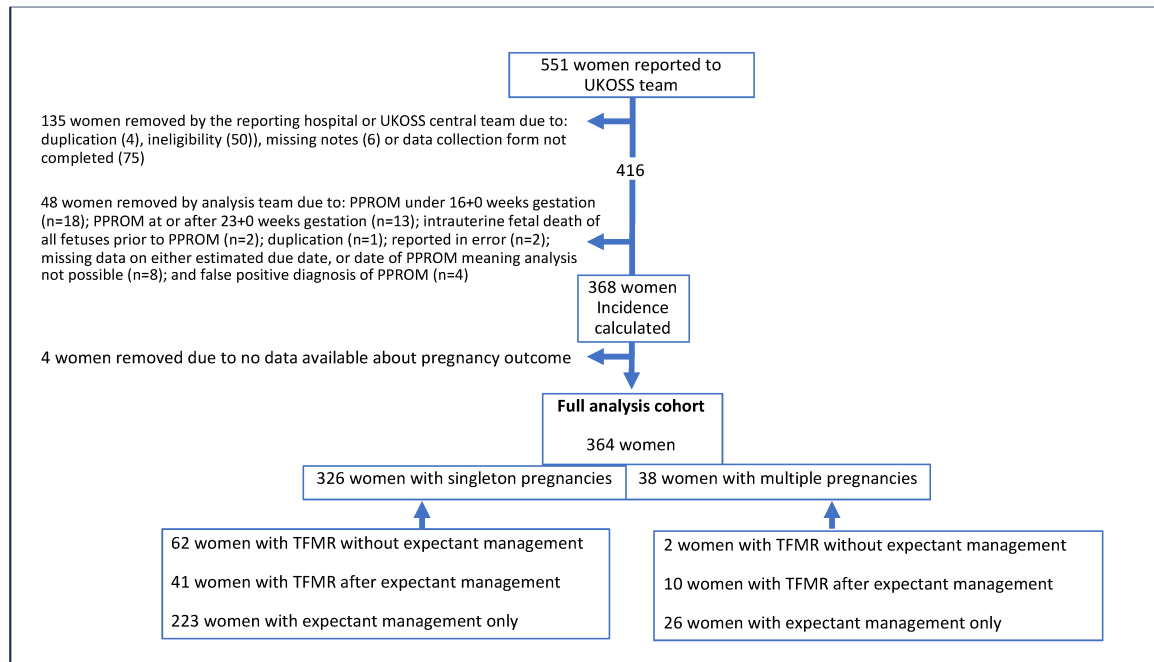 551 women reported to
UKOSS team
135 women removed by the reporting hospital or UKOSS central team due to:
duplication (4), ineligibility (50)), missing notes (6) or data collection form not
completed (75)
416
48 women removed by analysis team due to: PPROM under 16+0 weeks gestation
(n=18); PPROM at or after 23+0 weeks gestation (n=13); intrauterine fetal death of
all fetuses prior to PPROM (n=2); duplication (n=1); reported in error (n=2);
missing data on either estimated due date, or date of PPROM meaning analysis
not possible (n=8); and false positive diagnosis of PPROM (n=4)
368 women
Incidence
calculated
4 women removed due to no data available about pregnancy outcome
Full analysis cohort
364 women
326 women with singleton pregnancies
38 women with multiple pregnancies
62 women with TFMR without expectant management
41 women with TFMR after expectant management
223 women with expectant management only
2 women with TFMR without expectant management
10 women with TFMR after expectant management
26 women with expectant management only